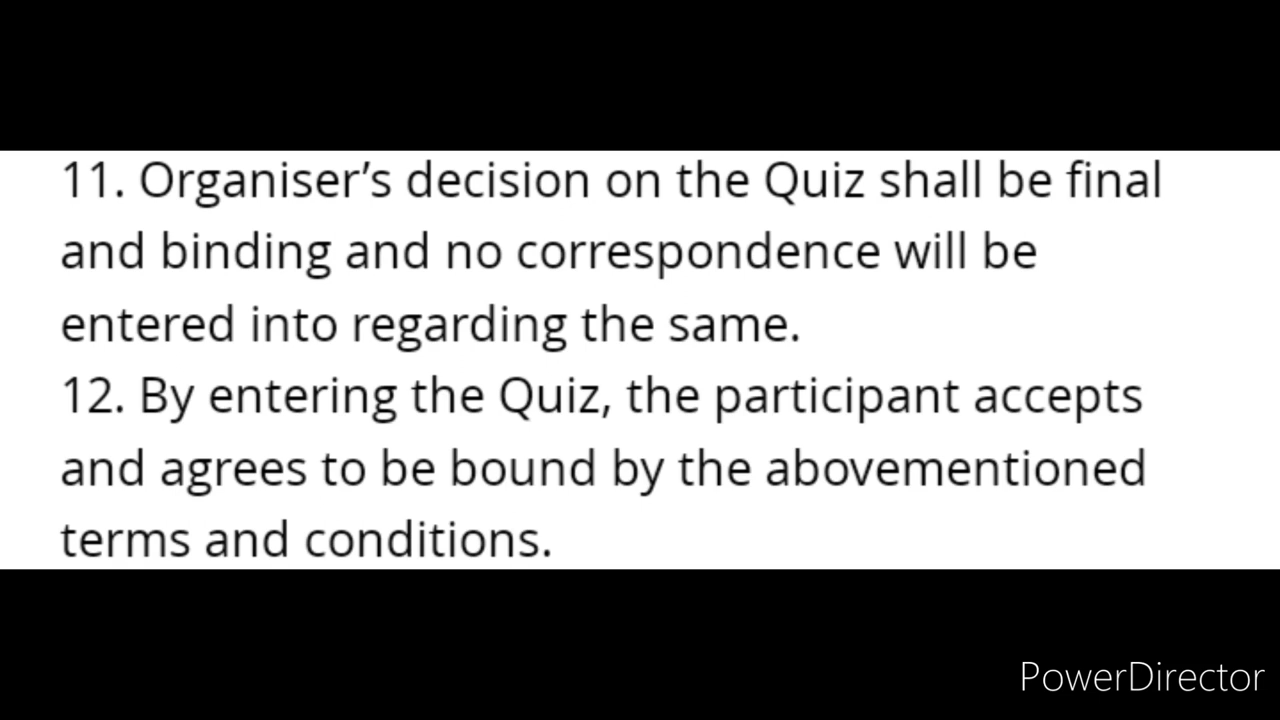 11. Organiser’s decision on the Quiz shall be final
and binding and no correspondence will be
entered into regarding the same.
12. By entering the Quiz, the participant accepts
and agrees to be bound by the abovementioned
terms and conditions.
PowerDirector